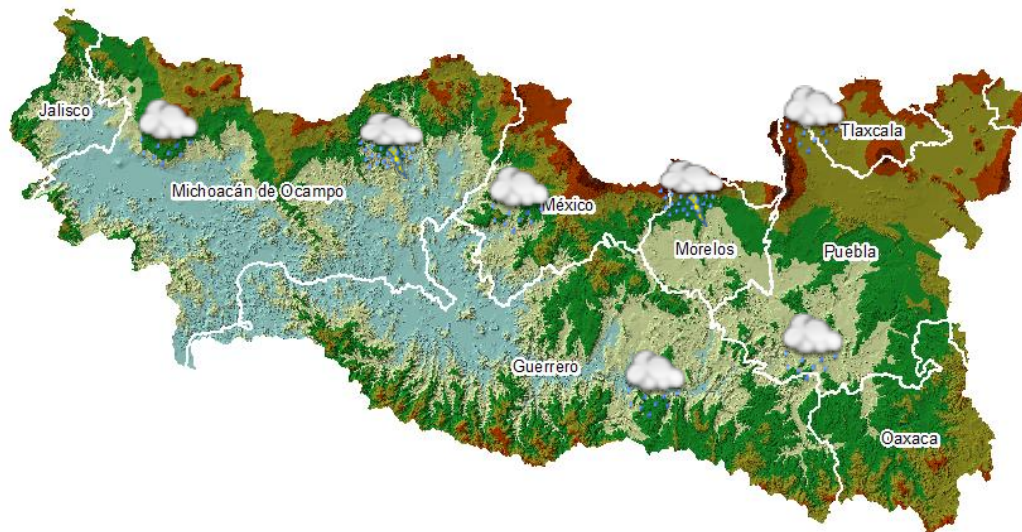 Jalisco
Tlaxcala
Michoacán de Ocampo
México
Morelos
Puebla
Guerrero
Oaxaca